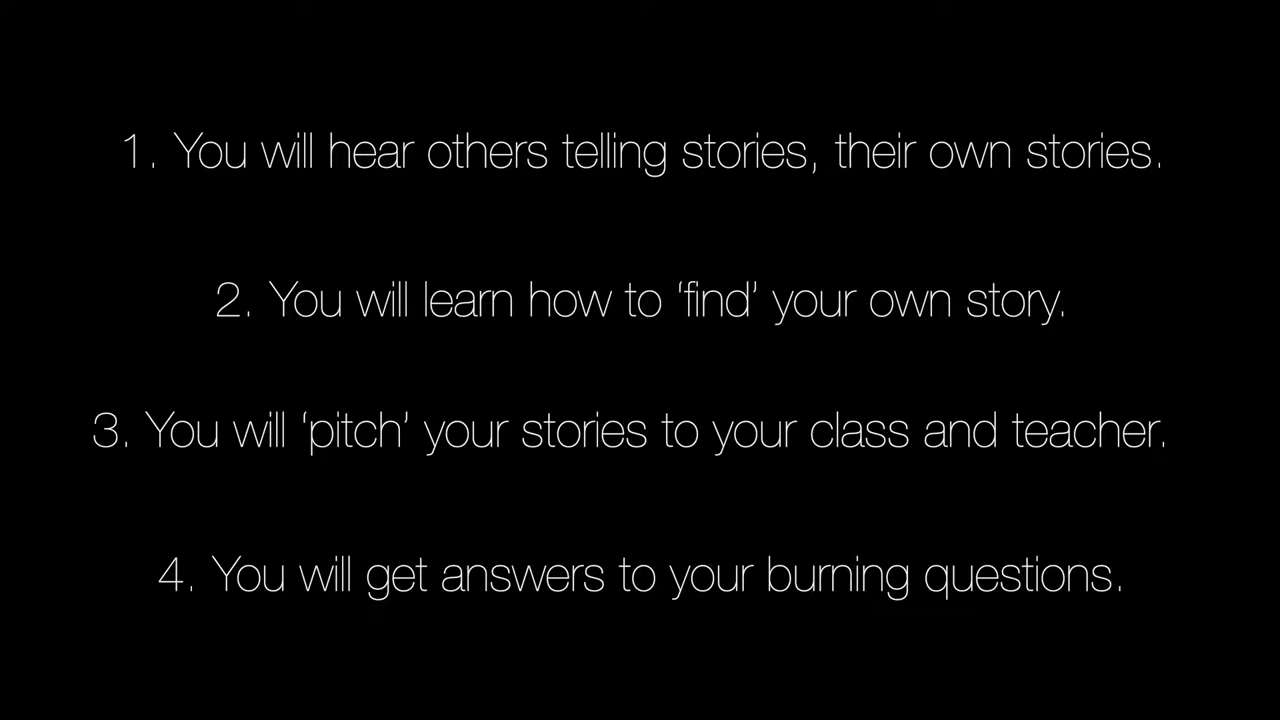 1. You will hear others telling stories, their own stories.
2. You will learn how to ‘find’ your own story.
3. You will ‘pitch’ your stories to your class and teacher.
4. You will get answers to your burning questions.